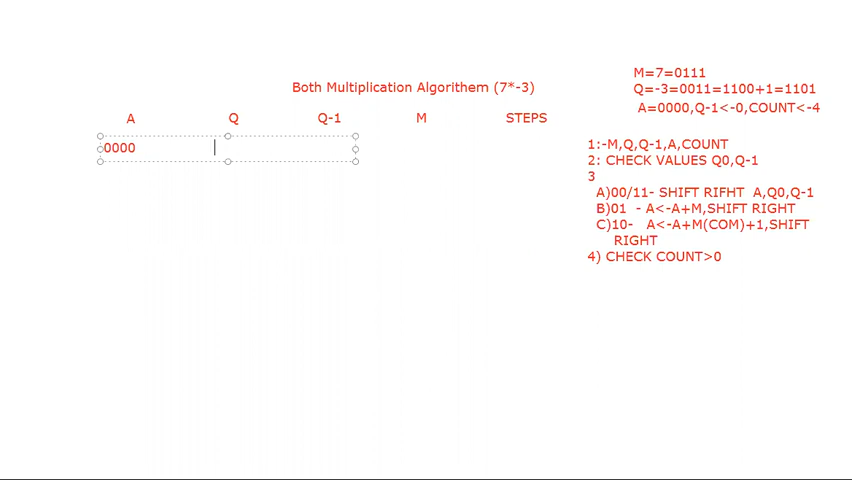 Both Multiplication Algorithem (7*-3)
A Q Q-1 M STEPS
0000
M=7=0111
Q=-3=0011=1100+1=1101
A=0000,Q-1<-0,COUNT<-4
1:-M,Q,Q-1,A,COUNT
2: CHECK VALUES Q0,Q-1
3
A)00/11- SHIFT RIFHT A,Q0,Q-1
B)01 - A<-A+M,SHIFT RIGHT
C)10- A<-A+M(COM)+1,SHIFT
RIGHT
4) CHECK COUNT>0